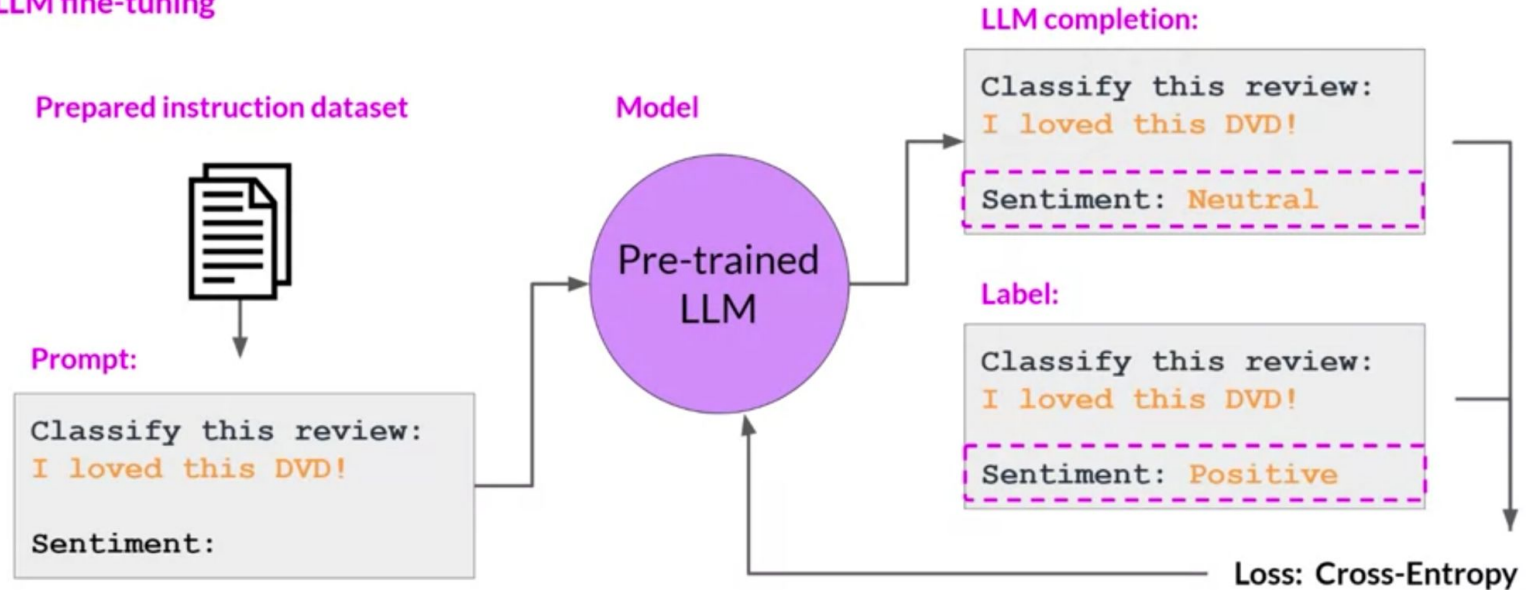 LLM fine-tuning
Prepared instruction dataset
Prompt:
Classify this review:
I loved this DVD!
Sentiment:
Model
Pre-trained
LLM
LLM completion:
Classify this review:
I loved this DVD!
Sentiment: Neutral
Label:
Classify this review:
I loved this DVD!
Sentiment: Positive
Loss: Cross-Entropy